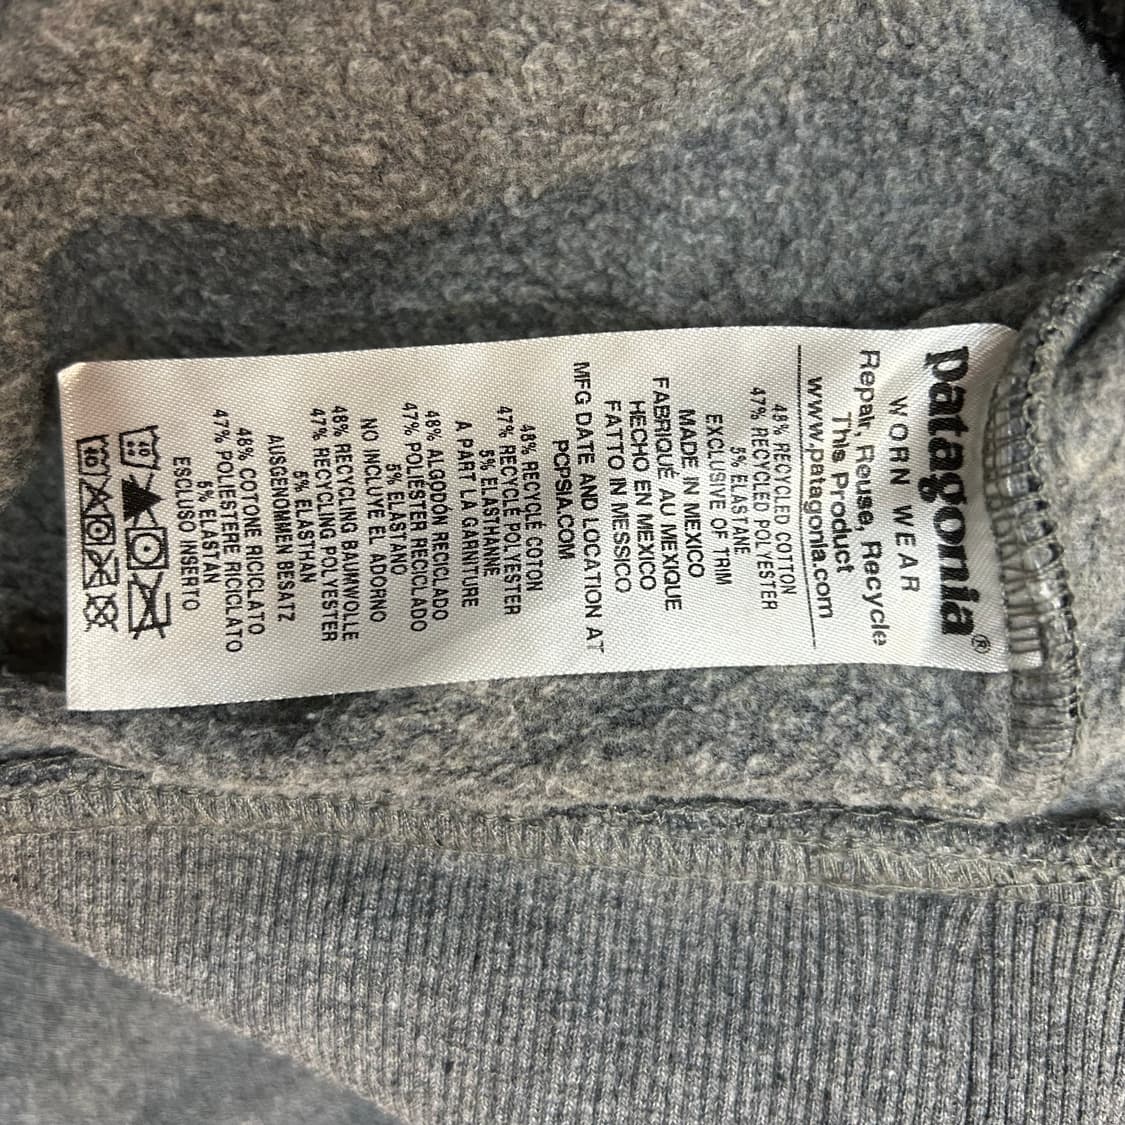 patagonia®
WORN WEAR
Repair, Reuse, Recycle
This Product
www.patagonia.com
48% RECYCLED COTTON
47% RECYCLED POLYESTER
5% ELASTANE
EXCLUSIVE OF TRIM
MADE IN MEXICO
FABRIQUÉ AU MEXIQUE
HECHO EN MEXICO
FATTO IN MESSICO
MFG DATE AND LOCATION AT
PCPSIA.COM
48% RECYCLÉ COTON
47% RECYCLE POLYESTER
5% ELASTHANNE
A PART LA GARNITURE
48% ALGODÓN RECICLADO
47% POLIESTER RECICLADO
5% ELASTANO
NO INCLUYE EL ADORNO
48% RECYCLING BAUMWOLLE
47% RECYCLING POLYESTER
5% ELASTHAN
AUSGENOMMEN BESATZ
48% COTONE RICICLATO
47% POLIESTERE RICICLATO
5% ELASTAN
ESCLUSO INSERTO
40